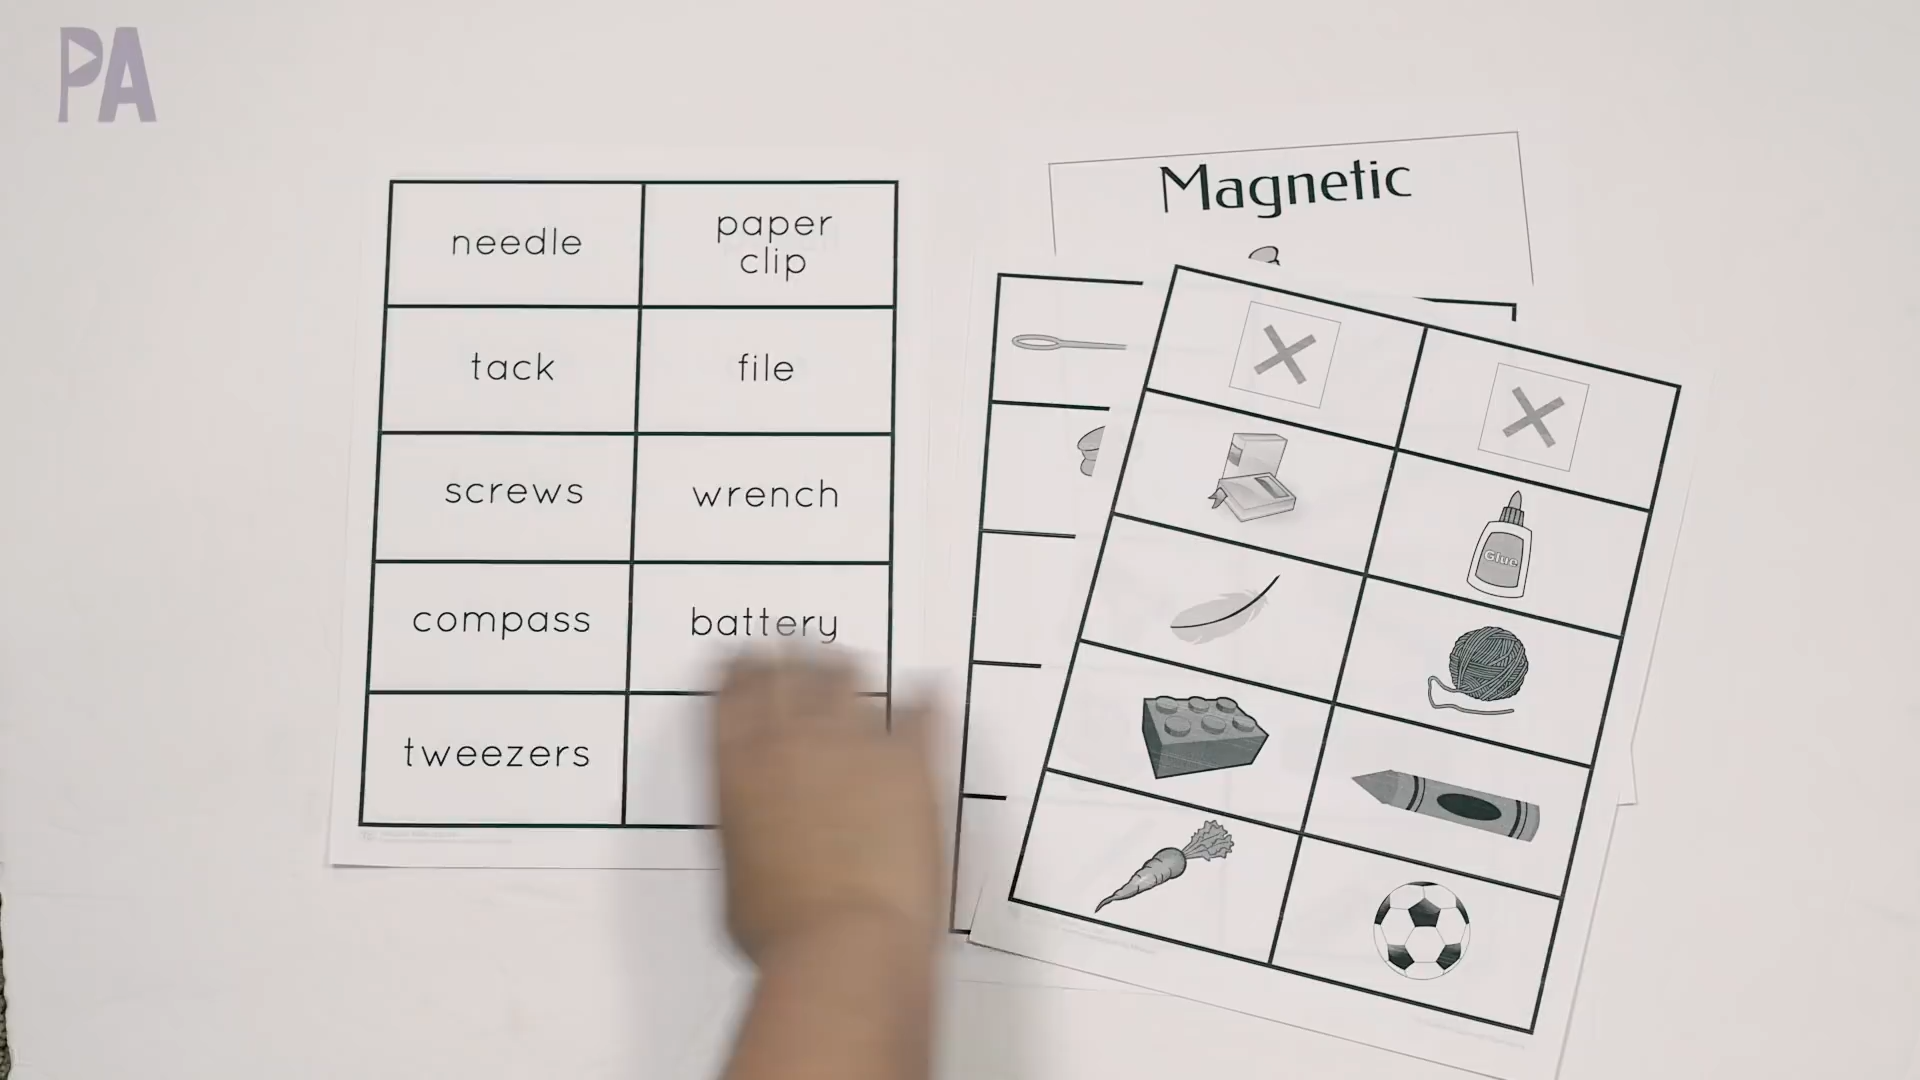 PA
Magnetic
needle
paper
clip
tack
file
screws
wrench
compass
battery
tweezers
Glue